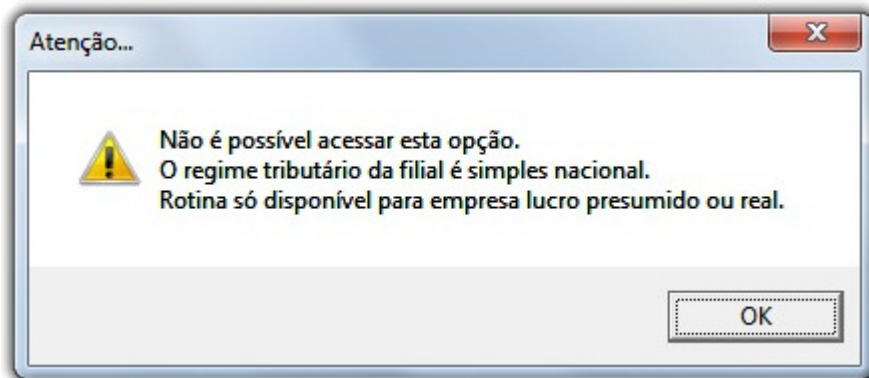 Atenção...
Não é possível acessar esta opção.
O regime tributário da filial é simples nacional.
Rotina só disponível para empresa lucro presumido ou real.
OK